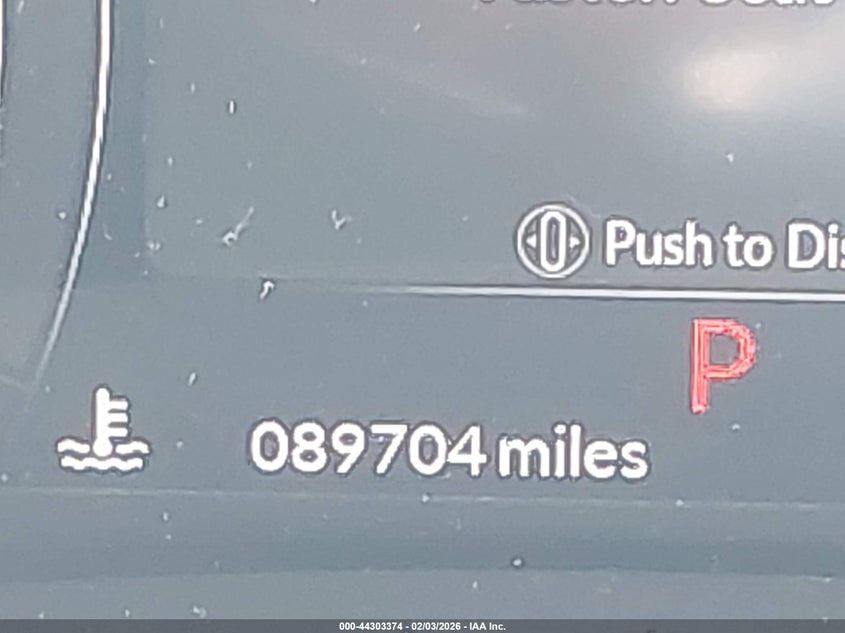 Push to Dis
P
089704 miles
000-44303374 - 02/03/2026 - IAA Inc.